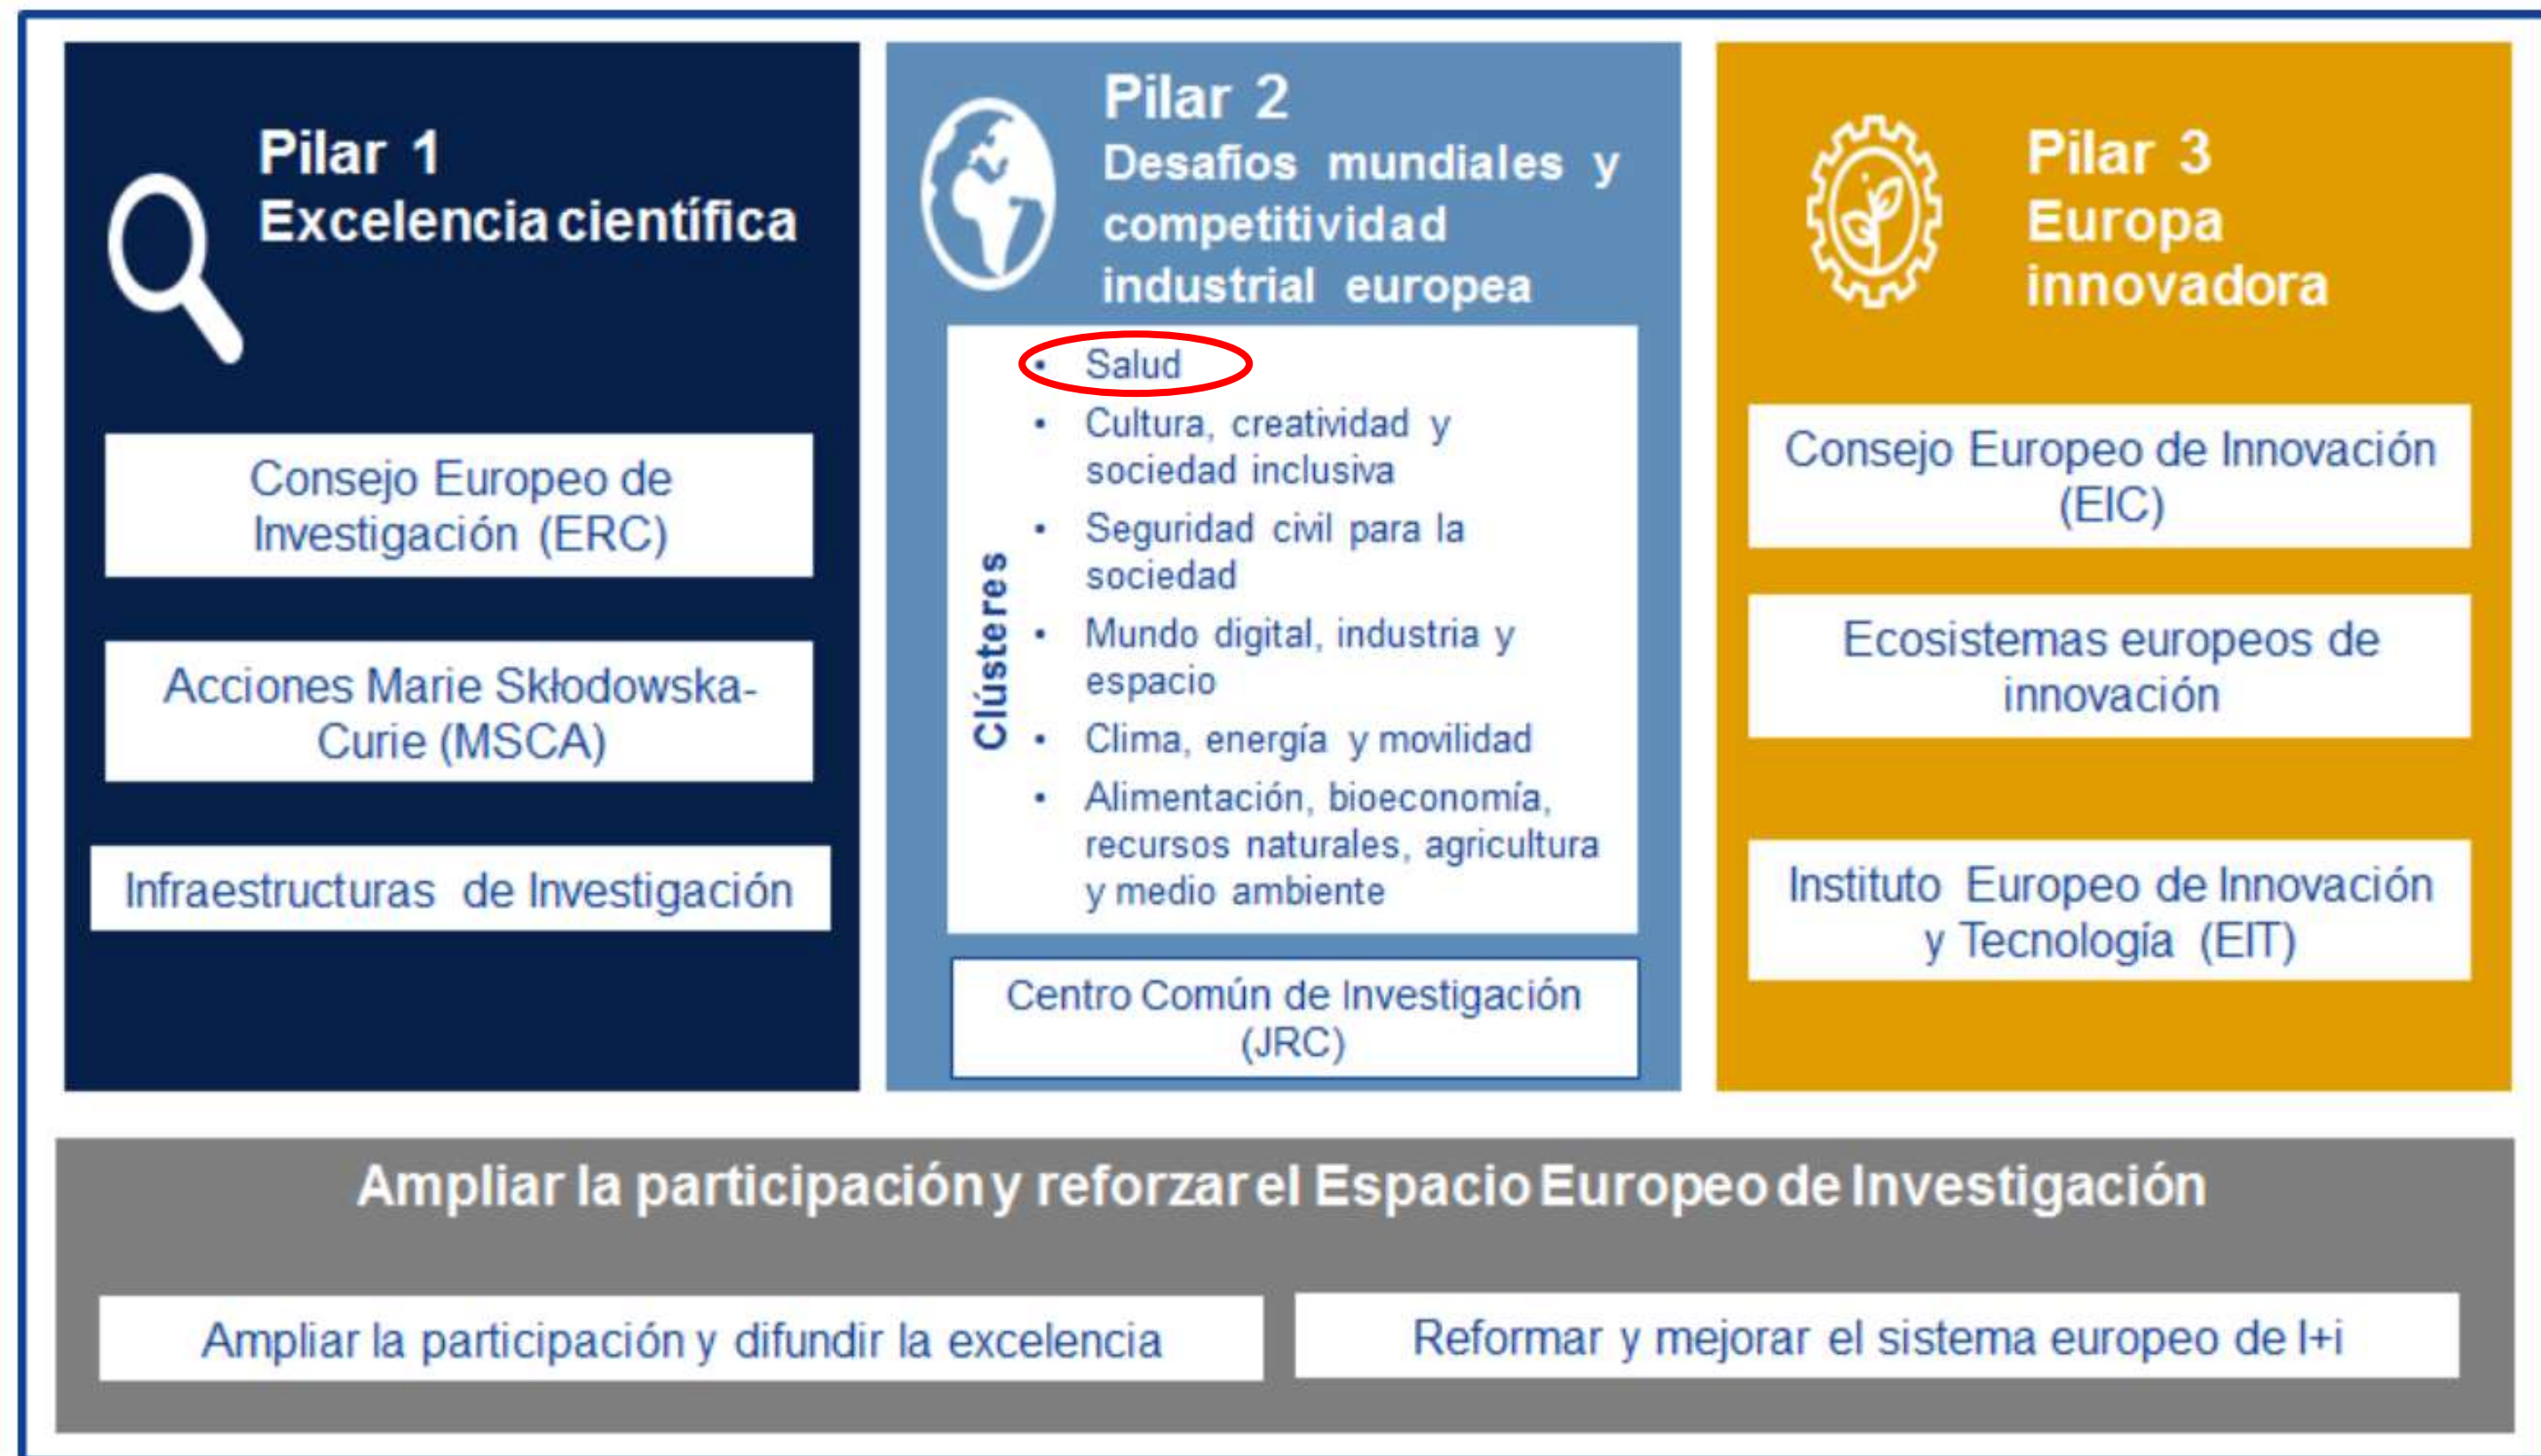 Pilar 1
Excelencia científica
Consejo Europeo de
Investigación (ERC)
Acciones Marie Skłodowska-
Curie (MSCA)
Infraestructuras de Investigación
Pilar 2
Desafíos mundiales y
competitividad
industrial europea
Clústeres
• Salud
• Cultura, creatividad y
sociedad inclusiva
• Seguridad civil para la
sociedad
• Mundo digital, industria y
espacio
• Clima, energía y movilidad
• Alimentación, bioeconomía,
recursos naturales, agricultura
y medio ambiente
Centro Común de Investigación
(JRC)
Pilar 3
Europa
innovadora
Consejo Europeo de Innovación
(EIC)
Ecosistemas europeos de
innovación
Instituto Europeo de Innovación
y Tecnología (EIT)
Ampliar la participación y reforzar el Espacio Europeo de Investigación
Ampliar la participación y difundir la excelencia
Reformar y mejorar el sistema europeo de I+i